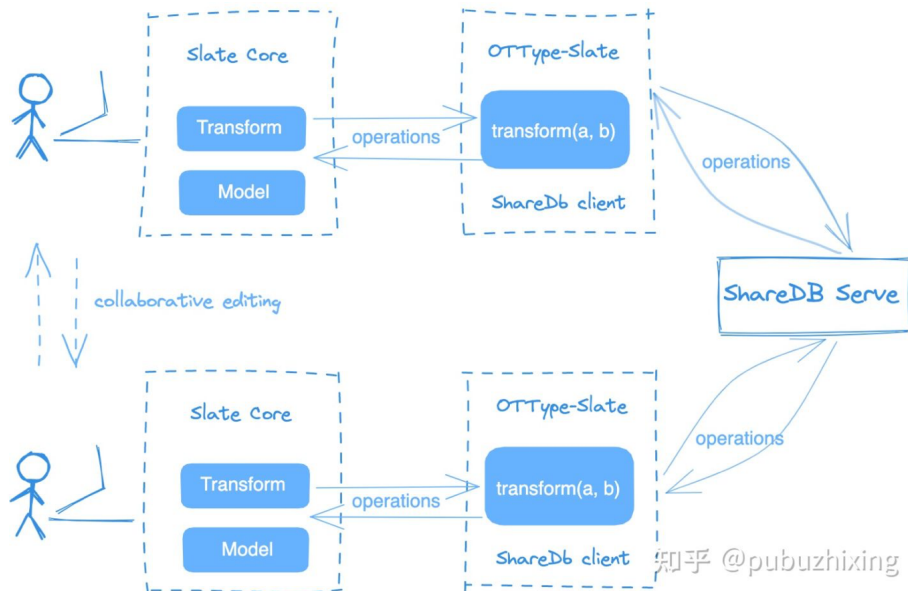 Slate Core
OTType-Slate
Transform
operations
transform(a, b)
operations
Model
ShareDb client
collaborative editing
ShareDB Serve
Slate Core
OTType-Slate
operations
Transform
operations
transform(a, b)
Model
ShareDb client
知乎 @pubuzhixing